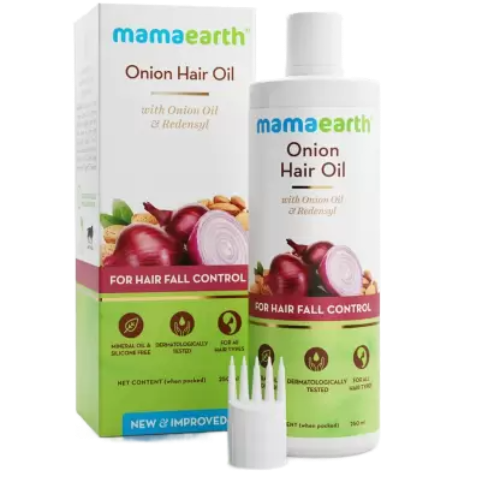 mamaearth®
Onion Hair Oil
with Onion Oil
& Redensyl
FOR HAIR FALL CONTROL
MINERAL OIL &
SILICONE FREE
DERMATOLOGICALLY
TESTED
FOR ALL
HAIR TYPES
NET CONTENT (when packed)
NEW & IMPROVED
mamaearth®
Onion
Hair Oil
with Onion Oil
& Redensyl
FOR HAIR FALL CONTROL
DERMATOLOGICALLY
TESTED
FOR ALL
HAIR TYPES
(when packed)